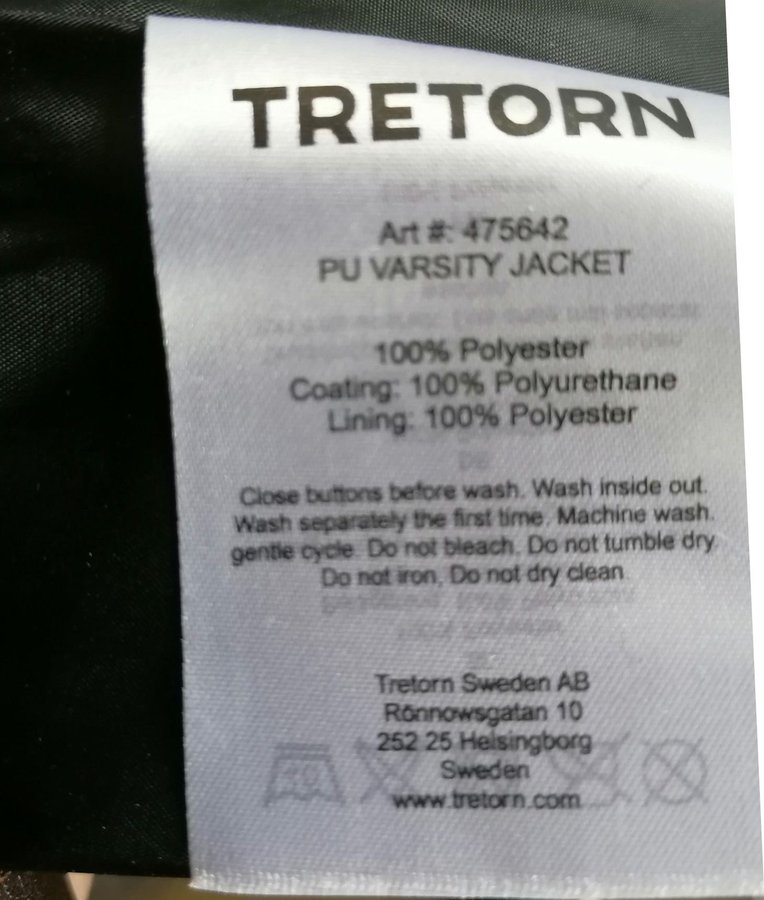 TRETORN
Art #: 475642
PU VARSITY JACKET
100% Polyester
Coating: 100% Polyurethane
Lining: 100% Polyester
Close buttons before wash. Wash inside out.
Wash separately the first time. Machine wash.
gentle cycle. Do not bleach. Do not tumble dry.
Do not iron. Do not dry clean.
Tretorn Sweden AB
Rönnowsgatan 10
252 25 Helsingborg
Sweden
www.tretorn.com